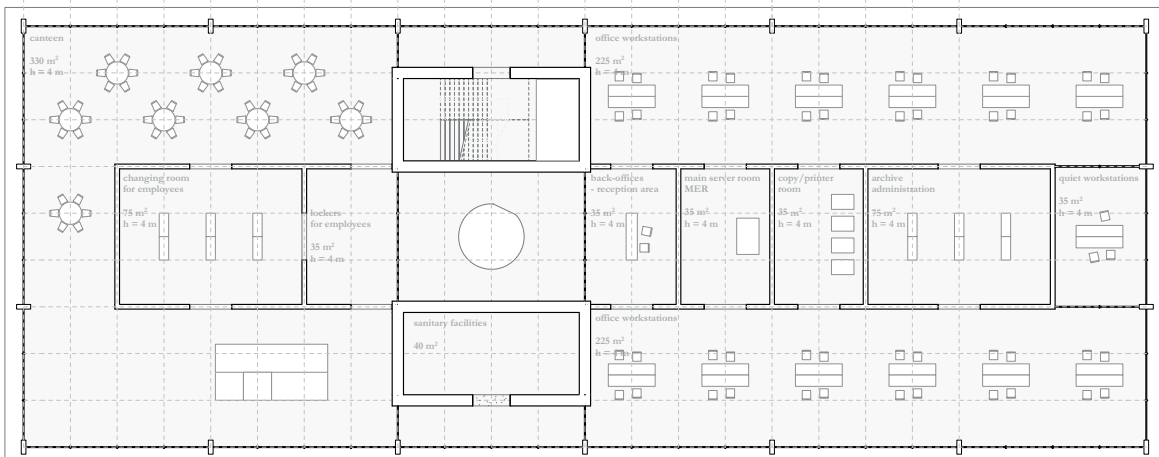 canteen
330 m²
h = 4 m
office workstations
225 m²
h = 4 m
changing room
for employees
75 m²
h = 4 m
lockers
for employees
35 m²
h = 4 m
back-offices
- reception area
35 m²
h = 4 m
main server room
MER
35 m²
h = 4 m
copy/printer
room
35 m²
h = 4 m
archive
administration
75 m²
h = 4 m
quiet workstations
35 m²
h = 4 m
sanitary facilities
40 m²
office workstations
225 m²
h = 4 m